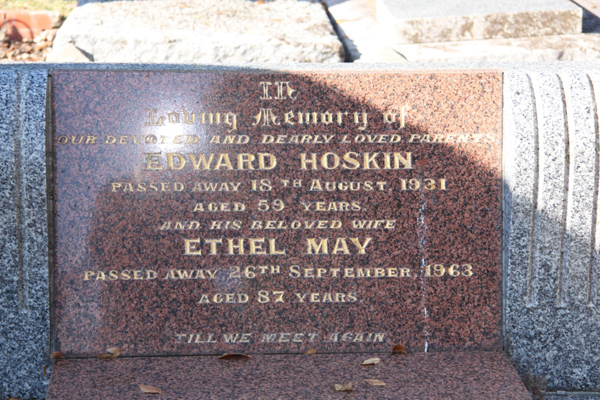 In
Loving Memory of
OUR DEVOTED AND DEARLY LOVED PARENTS
EDWARD HOSKIN
PASSED AWAY 18TH AUGUST, 1931
AGED 59 YEARS
AND HIS BELOVED WIFE
ETHEL MAY
PASSED AWAY 26TH SEPTEMBER, 1963
AGED 87 YEARS
TILL WE MEET AGAIN